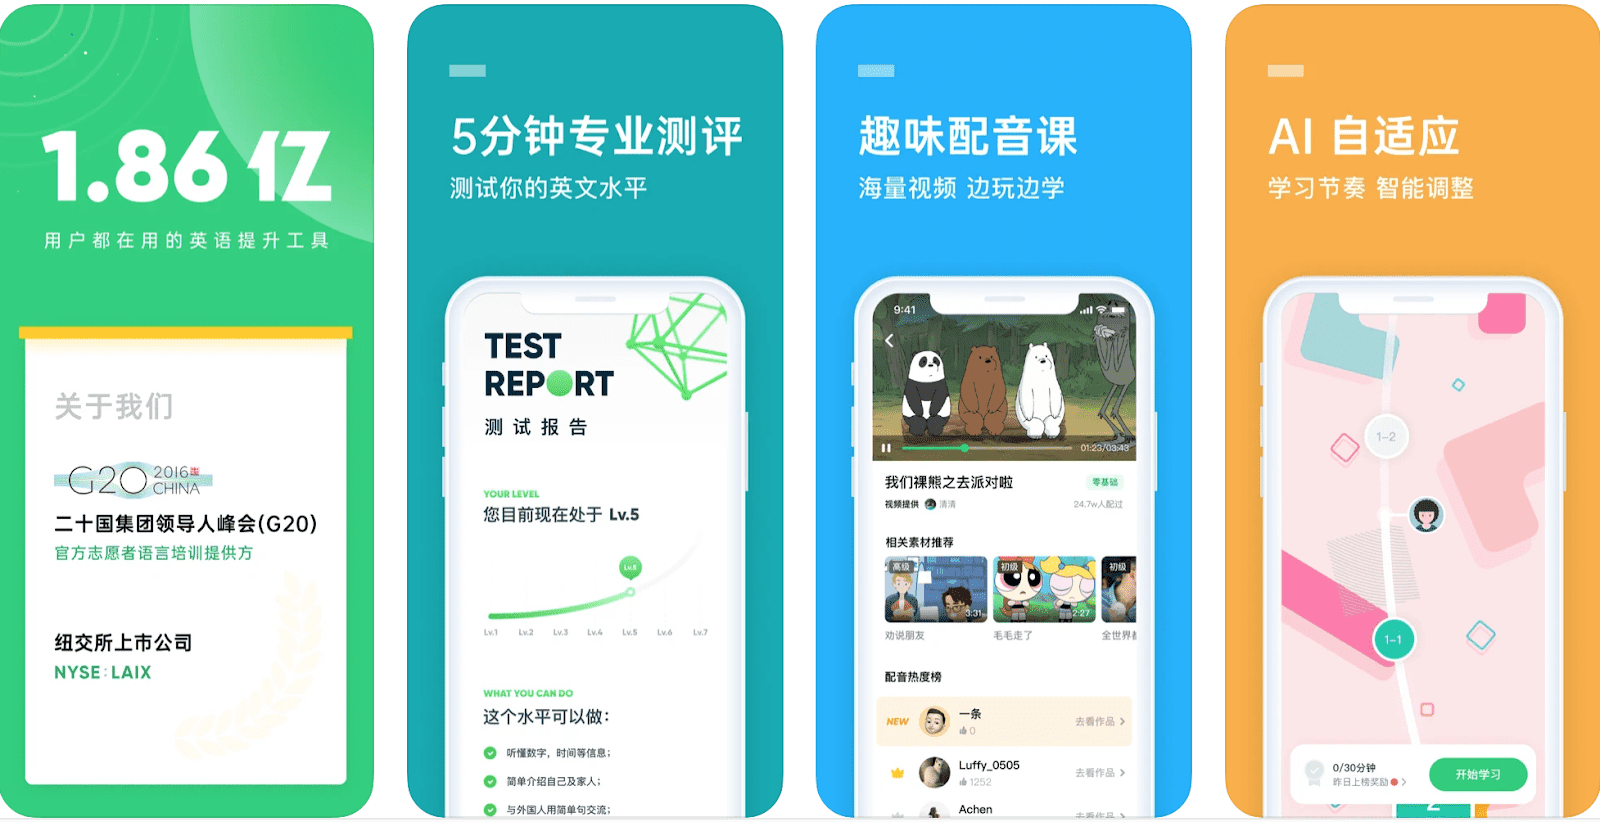 1.86 亿
用户都在用的英语提升工具
关于我们
G20 2016
CHINA
二十国集团领导人峰会(G20)
官方志愿者语言培训提供方
纽交所上市公司
NYSE:LAIX
5分钟专业测评
测试你的英文水平
TEST
REPORT
测试报告
YOUR LEVEL
您目前现在处于 Lv.5
Lv.5
Lv.1 Lv.2 Lv.3 Lv.4 Lv.5 Lv.6 Lv.7
WHAT YOU CAN DO
这个水平可以做:
听懂数字，时间等信息；
简单介绍自己及家人；
与外国人用简单句交流；
趣味配音课
海量视频 边玩边学
9:41
01:23/03:43
我们裸熊之去派对啦
零基础
视频提供 清清
24.7w人配过
相关素材推荐
高级
初级
初级
3:31
2:27
劝说朋友
毛毛走了
全世界都
配音热度榜
NEW
一条
0
去看作品
Luffy_0505
1252
去看作品
Achen
去看作品
AI 自适应
学习节奏 智能调整
1-2
1-1
0/30分钟
昨日上榜奖励
开始学习
2